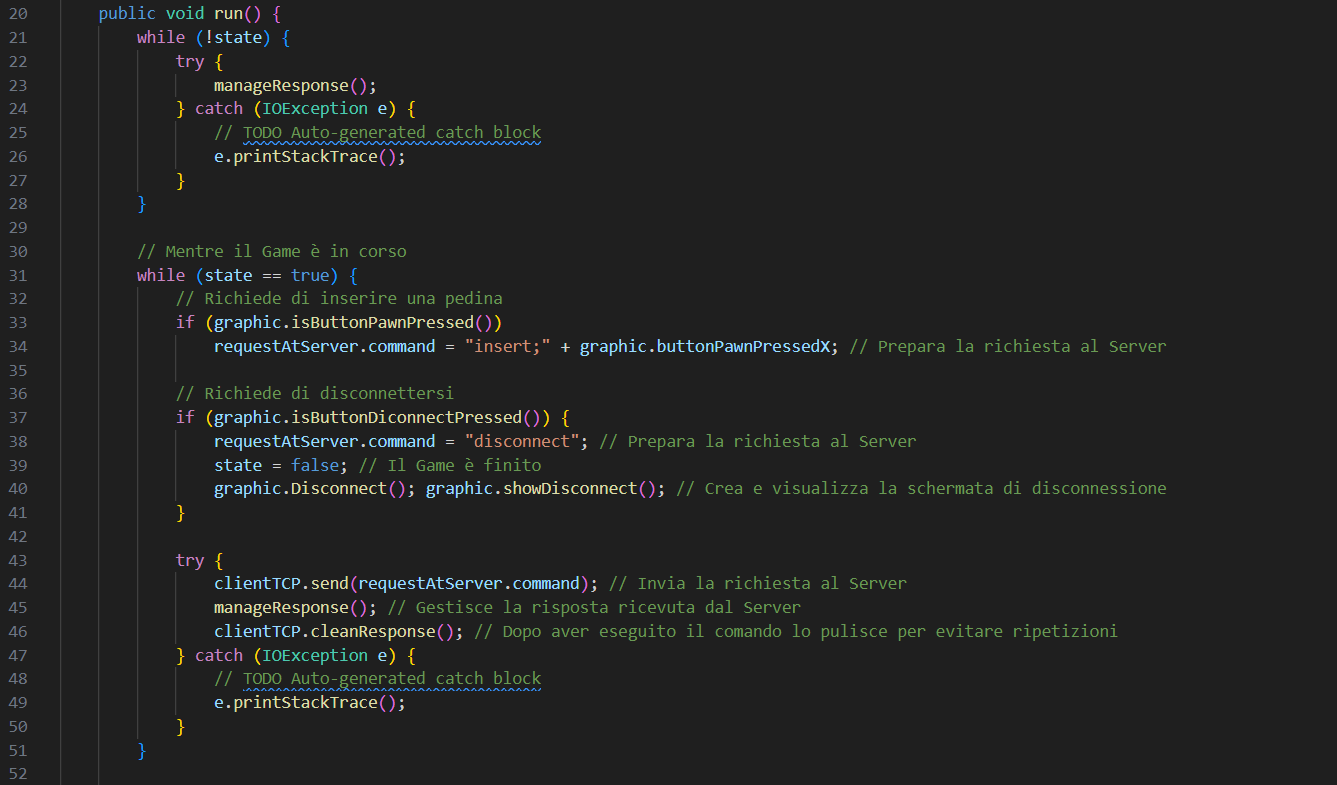 20 public void run() {
21 while (!state) {
22 try {
23 manageResponse();
24 } catch (IOException e) {
25 // TODO Auto-generated catch block
26 e.printStackTrace();
27 }
28 }
29
30 // Mentre il Game è in corso
31 while (state == true) {
32 // Richiede di inserire una pedina
33 if (graphic.isButtonPawnPressed())
34 requestAtServer.command = "insert;" + graphic.buttonPawnPressedX; // Prepara la richiesta al Server
35
36 // Richiede di disconnettersi
37 if (graphic.isButtonDiconnectPressed()) {
38 requestAtServer.command = "disconnect"; // Prepara la richiesta al Server
39 state = false; // Il Game è finito
40 graphic.Disconnect(); graphic.showDisconnect(); // Crea e visualizza la schermata di disconnessione
41 }
42
43 try {
44 clientTCP.send(requestAtServer.command); // Invia la richiesta al Server
45 manageResponse(); // Gestisce la risposta ricevuta dal Server
46 clientTCP.cleanResponse(); // Dopo aver eseguito il comando lo pulisce per evitare ripetizioni
47 } catch (IOException e) {
48 // TODO Auto-generated catch block
49 e.printStackTrace();
50 }
51 }
52